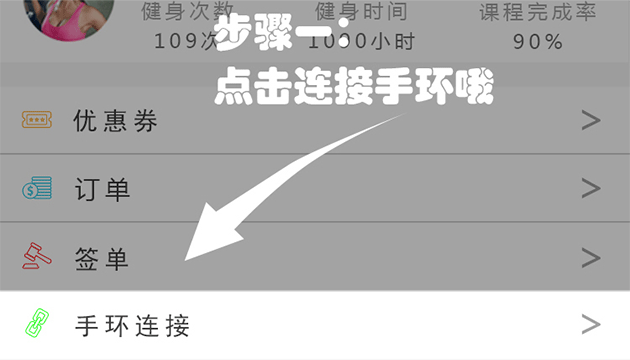 健身次数 健身时间 课程完成率
109次 1000小时 90%
步骤一：
点击连接手环哦
优惠券
订单
签单
手环连接